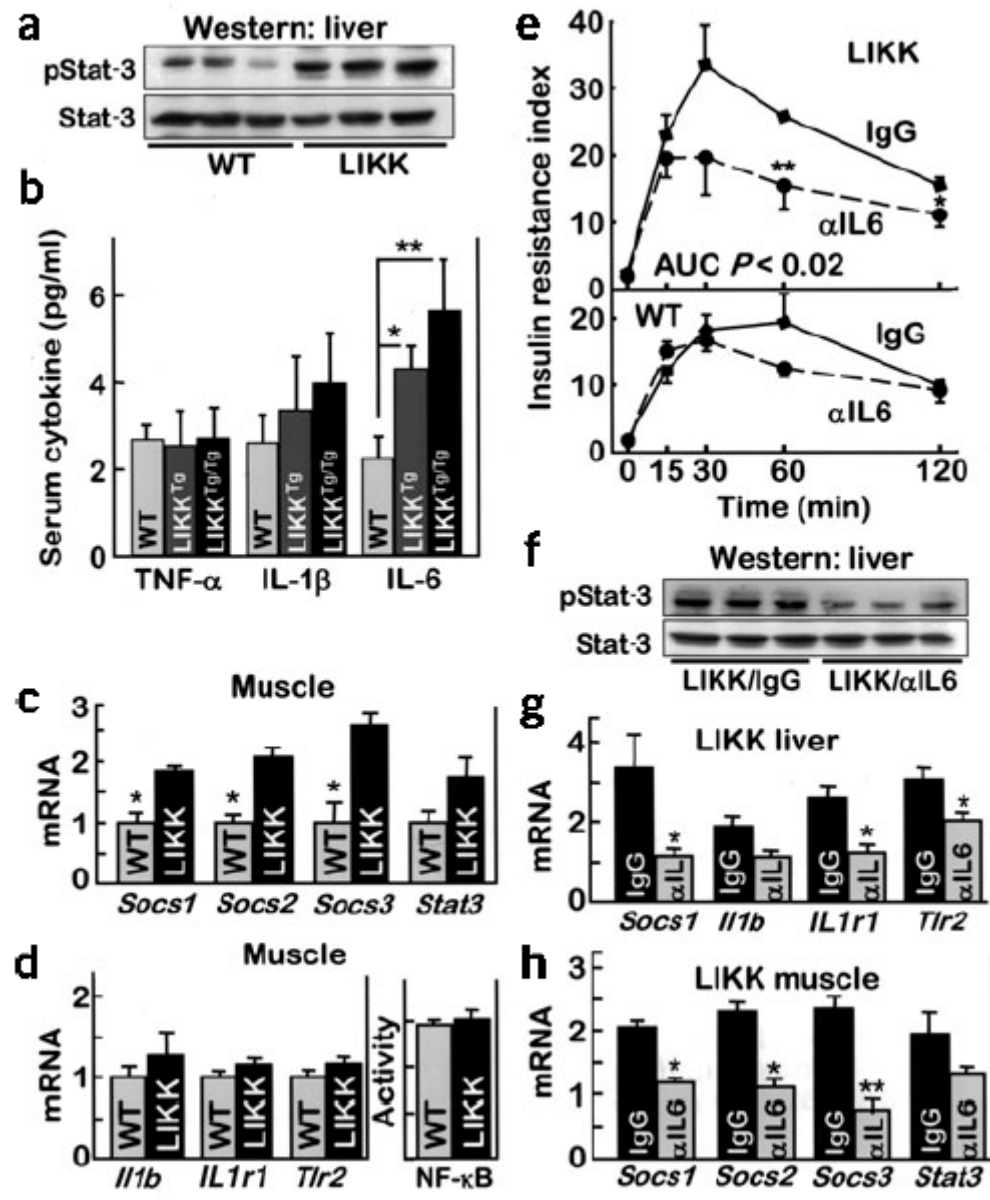 a
Western: liver
pStat-3
Stat-3
WT LIKK
b
Serum cytokine (pg/ml)
6
4
2
0
WT
LIKKTg
LIKKTg/Tg
WT
LIKKTg
LIKKTg/Tg
WT
LIKKTg
LIKKTg/Tg
*
**
TNF-α IL-1β IL-6
c
Muscle
mRNA
3
2
1
0
*
WT
LIKK
*
WT
LIKK
*
WT
LIKK
WT
LIKK
Socs1 Socs2 Socs3 Stat3
d
Muscle
mRNA
2
1
0
WT
LIKK
WT
LIKK
WT
LIKK
Il1b IL1r1 Tlr2
Activity
WT
LIKK
NF-κB
e
Insulin resistance index
40
30
20
10
0
LIKK
IgG
**
*
αIL6
AUC P < 0.02
20
10
0
WT
IgG
αIL6
0 15 30 60 120
Time (min)
f
Western: liver
pStat-3
Stat-3
LIKK/IgG LIKK/αIL6
g
LIKK liver
mRNA
4
2
0
IgG
*
αIL
IgG
αIL
IgG
*
αIL
IgG
*
αIL6
Socs1 Il1b IL1r1 Tlr2
h
LIKK muscle
mRNA
3
2
1
0
IgG
*
αIL6
IgG
*
αIL6
IgG
**
αIL
IgG
αIL6
Socs1 Socs2 Socs3 Stat3